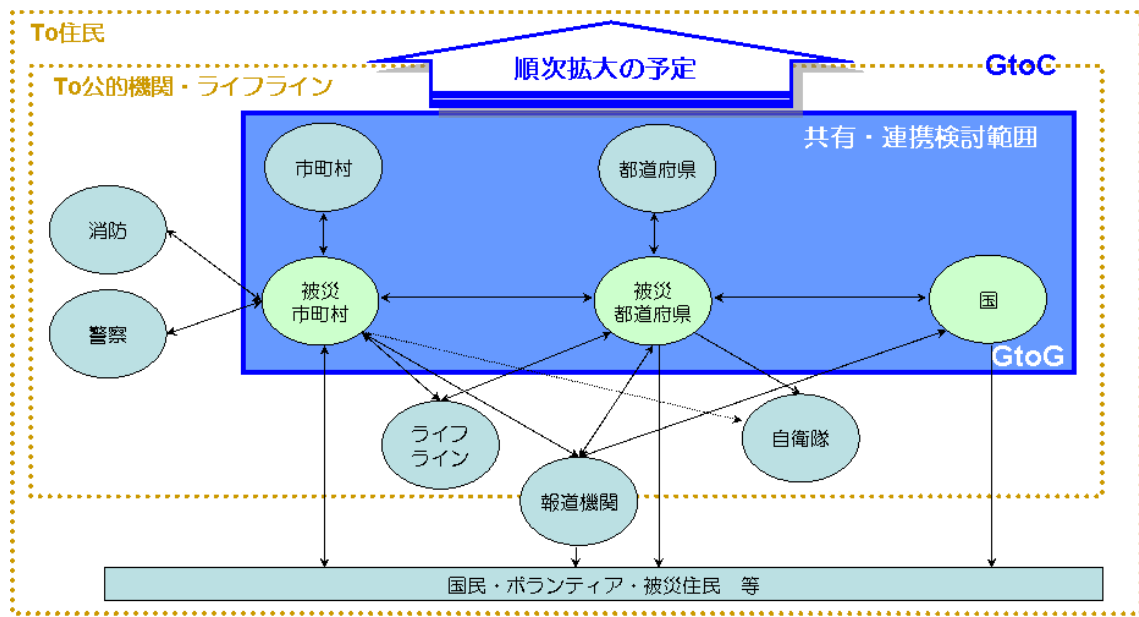 To住民
順次拡大の予定
GtoC
To公的機関・ライフライン
共有・連携検討範囲
市町村
都道府県
消防
被災
市町村
被災
都道府県
国
警察
GtoG
ライフ
ライン
自衛隊
報道機関
国民・ボランティア・被災住民 等